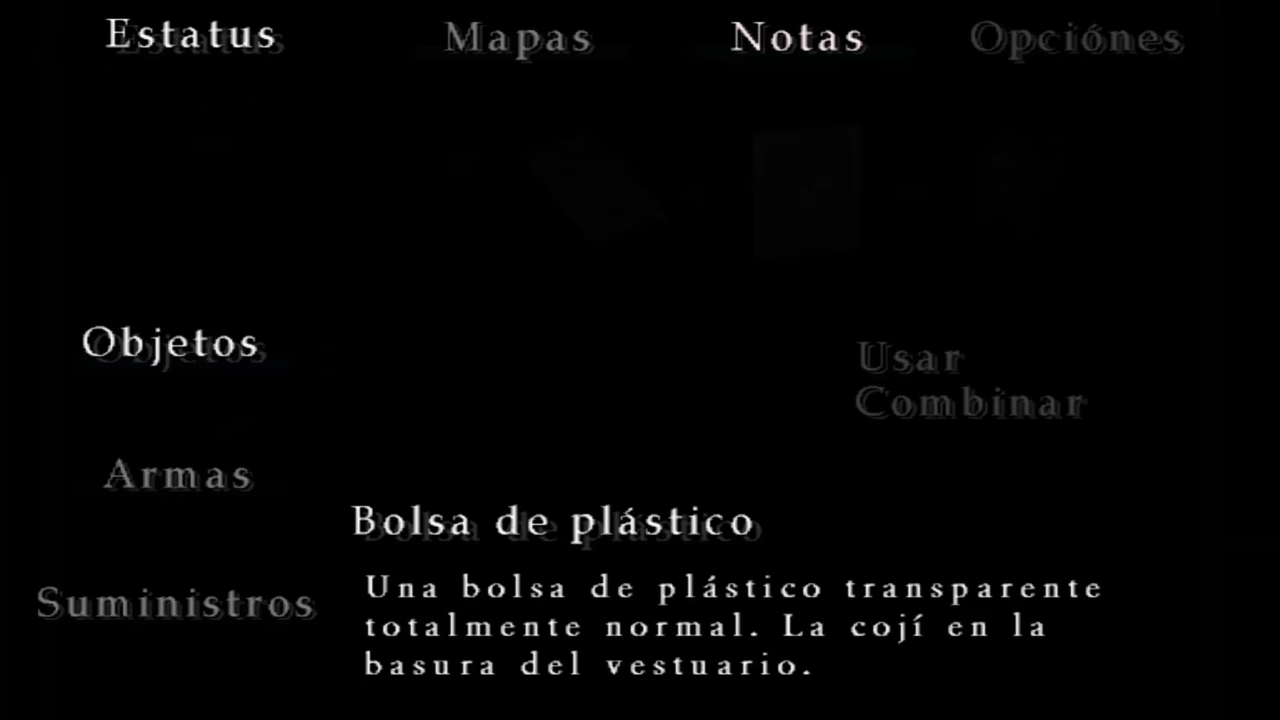 Estatus Mapas Notas Opciónes
Objetos
Usar
Combinar
Armas
Bolsa de plástico
Suministros
Una bolsa de plástico transparente
totalmente normal. La cojí en la
basura del vestuario.